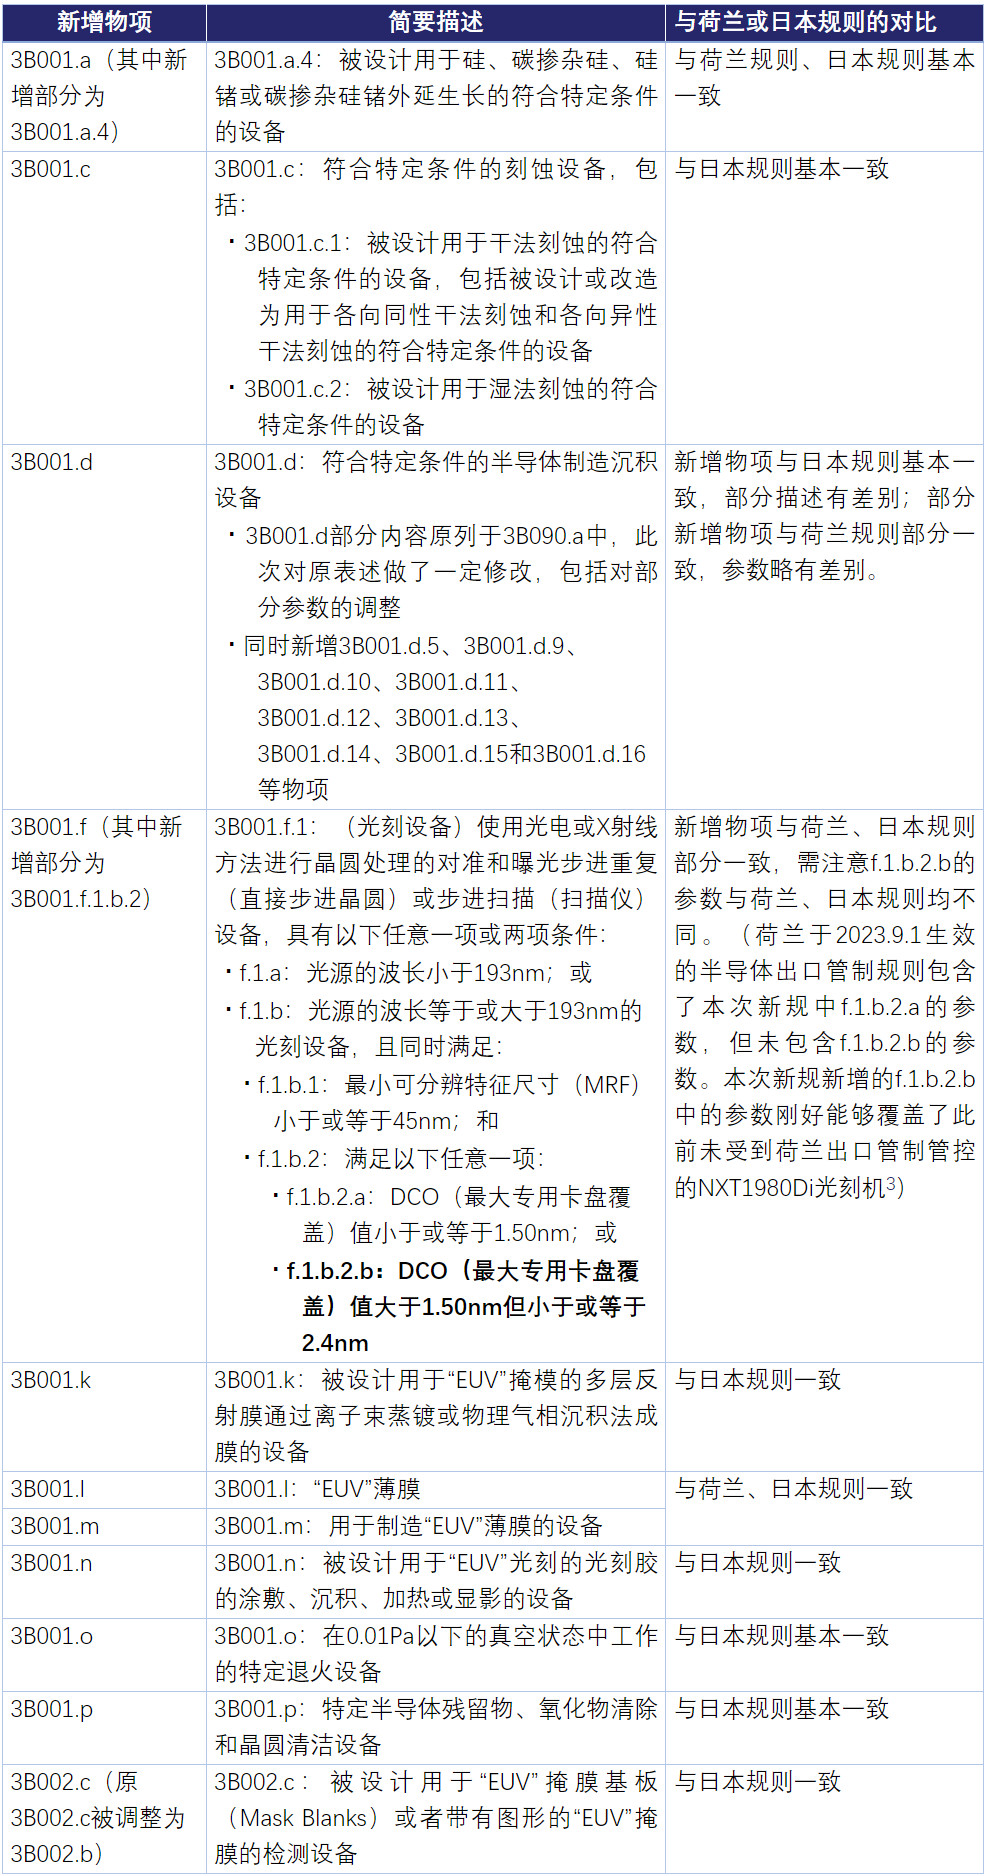 新增物项
简要描述
与荷兰或日本规则的对比
3B001.a（其中新
增部分为
3B001.a.4）
3B001.a.4：被设计用于硅、碳掺杂硅、硅
锗或碳掺杂硅锗外延生长的符合特定条件
的设备
与荷兰规则、日本规则基本
一致
3B001.c
3B001.c：符合特定条件的刻蚀设备，包
括：
· 3B001.c.1：被设计用于干法刻蚀的符合
特定条件的设备，包括被设计或改造
为用于各向同性干法刻蚀和各向异性
干法刻蚀的符合特定条件的设备
· 3B001.c.2：被设计用于湿法刻蚀的符合
特定条件的设备
与日本规则基本一致
3B001.d
3B001.d：符合特定条件的半导体制造沉积
设备
· 3B001.d部分内容原列于3B090.a中，此
次对原表述做了一定修改，包括对部
分参数的调整
· 同时新增3B001.d.5、3B001.d.9、
3B001.d.10、3B001.d.11、
3B001.d.12、3B001.d.13、
3B001.d.14、3B001.d.15和3B001.d.16
等物项
新增物项与日本规则基本一
致，部分描述有差别；部分
新增物项与荷兰规则部分一
致，参数略有差别。
3B001.f（其中新
增部分为
3B001.f.1.b.2）
3B001.f.1：（光刻设备）使用光电或X射线
方法进行晶圆处理的对准和曝光步进重复
（直接步进晶圆）或步进扫描（扫描仪）
设备，具有以下任意一项或两项条件：
· f.1.a：光源的波长小于193nm；或
· f.1.b：光源的波长等于或大于193nm的
光刻设备，且同时满足：
· f.1.b.1：最小可分辨特征尺寸（MRF）
小于或等于45nm；和
· f.1.b.2：满足以下任意一项：
· f.1.b.2.a：DCO（最大专用卡盘覆
盖）值小于或等于1.50nm；或
· f.1.b.2.b：DCO（最大专用卡盘覆
盖）值大于1.50nm但小于或等于
2.4nm
新增物项与荷兰、日本规则
部分一致，需注意f.1.b.2.b的
参数与荷兰、日本规则均不
同。（荷兰于2023.9.1生效
的半导体出口管制规则包含
了本次新规中f.1.b.2.a的参
数，但未包含f.1.b.2.b的参
数。本次新规新增的f.1.b.2.b
中的参数刚好能够覆盖了此
前未受到荷兰出口管制管控
的NXT1980Di光刻机3）
3B001.k
3B001.k：被设计用于“EUV”掩模的多层反
射膜通过离子束蒸镀或物理气相沉积法成
膜的设备
与日本规则一致
3B001.l
3B001.l：“EUV”薄膜
与荷兰、日本规则一致
3B001.m
3B001.m：用于制造“EUV”薄膜的设备
3B001.n
3B001.n：被设计用于“EUV”光刻的光刻胶
的涂敷、沉积、加热或显影的设备
与日本规则一致
3B001.o
3B001.o：在0.01Pa以下的真空状态中工作
的特定退火设备
与日本规则基本一致
3B001.p
3B001.p：特定半导体残留物、氧化物清除
和晶圆清洁设备
与日本规则基本一致
3B002.c（原
3B002.c被调整为
3B002.b）
3B002.c：被设计用于“EUV”掩膜基板
（Mask Blanks）或者带有图形的“EUV”掩
膜的检测设备
与日本规则一致